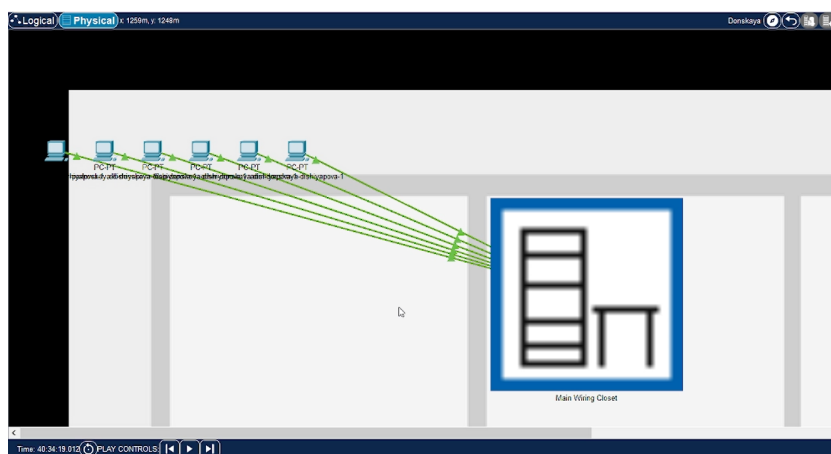 Logical Physical x: 1259m, y: 1248m Donskaya
PC-PT PC-PT PC-PT PC-PT PC-PT
Main Wiring Closet
Time: 40:34:19.012 PLAY CONTROLS: